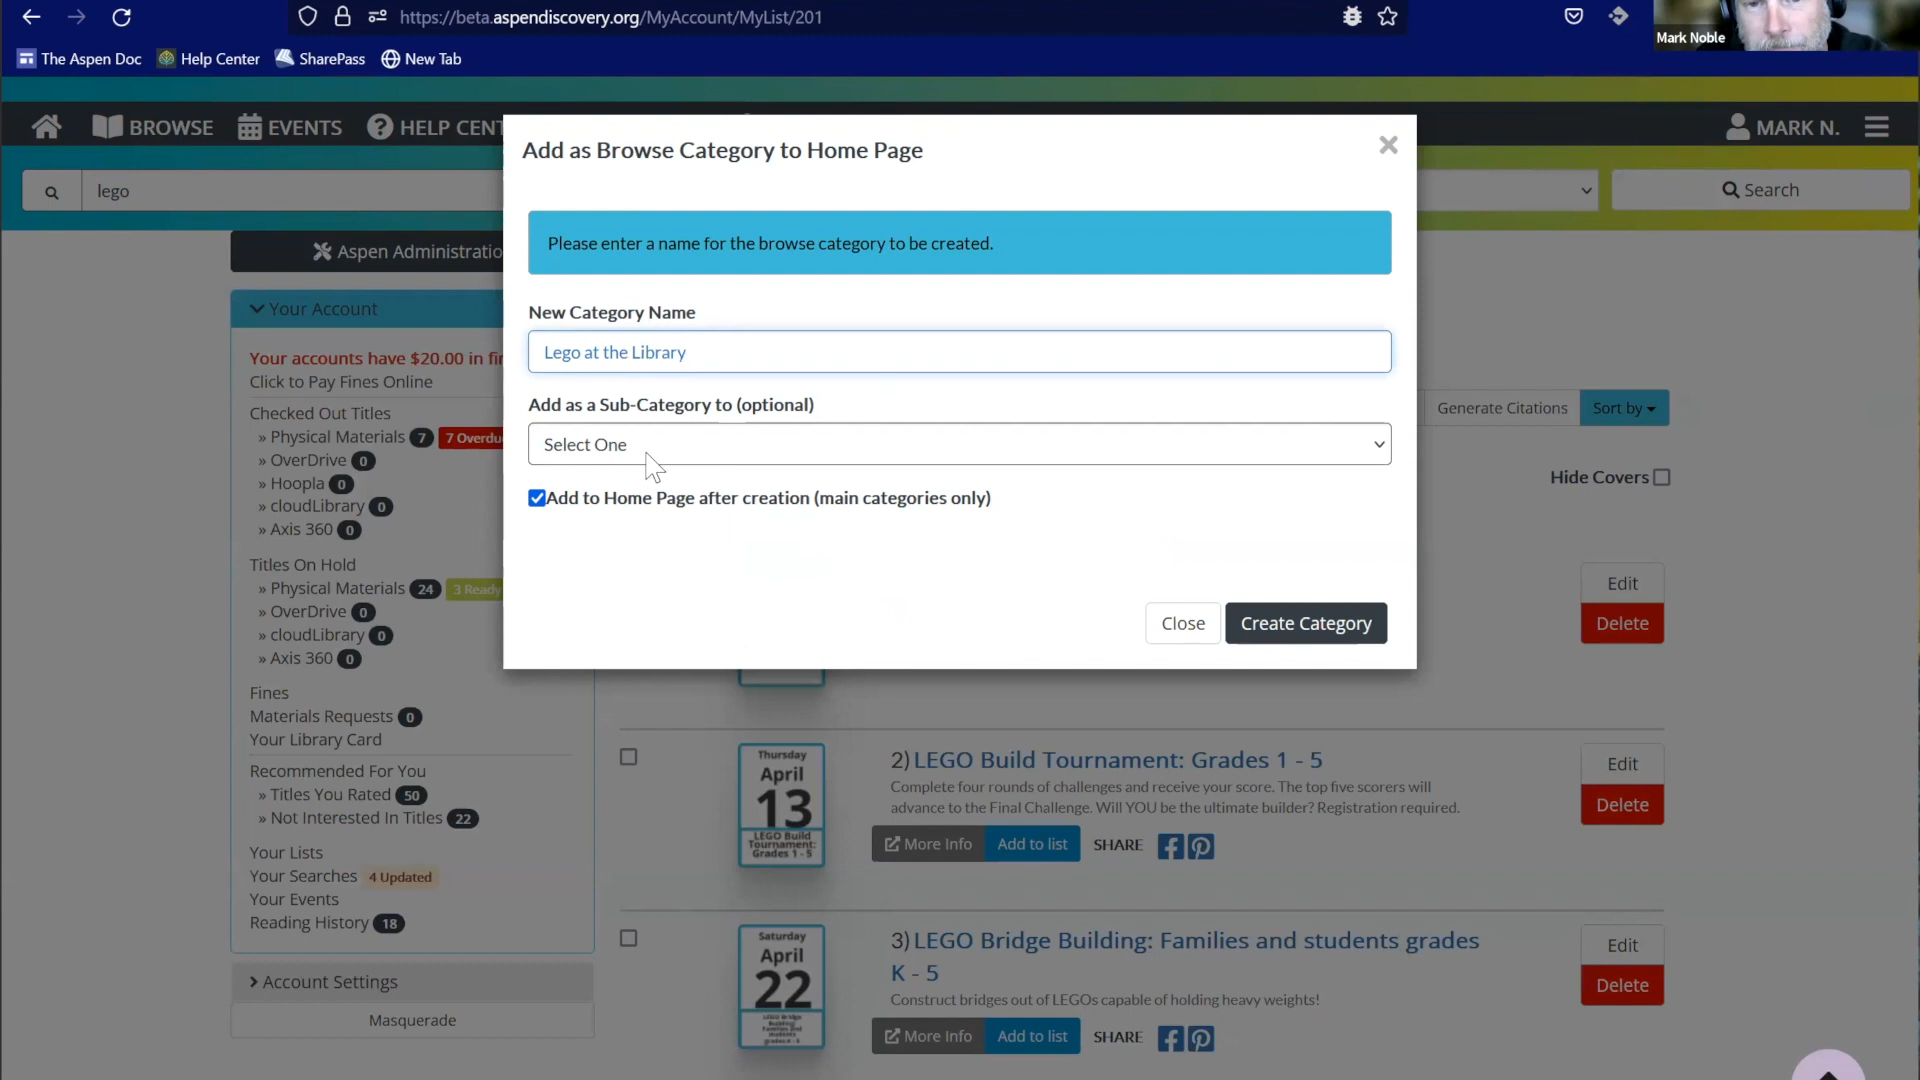 https://beta.aspendiscovery.org/MyAccount/MyList/201
Mark Noble
The Aspen Doc
Help Center
SharePass
New Tab
BROWSE
EVENTS
HELP CENT
MARK N.
lego
Search
Add as Browse Category to Home Page
Please enter a name for the browse category to be created.
New Category Name
Lego at the Library
Add as a Sub-Category to (optional)
Select One
Add to Home Page after creation (main categories only)
Close
Create Category
Aspen Administratio
Your Account
Your accounts have $20.00 in fi
Click to Pay Fines Online
Checked Out Titles
» Physical Materials 7 7 Overdu
» OverDrive 0
» Hoopla 0
» cloudLibrary 0
» Axis 360 0
Titles On Hold
» Physical Materials 24 3 Ready
» OverDrive 0
» cloudLibrary 0
» Axis 360 0
Fines
Materials Requests 0
Your Library Card
Recommended For You
» Titles You Rated 50
» Not Interested In Titles 22
Your Lists
Your Searches 4 Updated
Your Events
Reading History 18
Account Settings
Masquerade
Generate Citations
Sort by
Hide Covers
Edit
Delete
Thursday
April
13
LEGO Build
Tournament:
Grades 1 - 5
2) LEGO Build Tournament: Grades 1 - 5
Complete four rounds of challenges and receive your score. The top five scorers will
advance to the Final Challenge. Will YOU be the ultimate builder? Registration required.
More Info
Add to list
SHARE
Edit
Delete
Saturday
April
22
LEGO Bridge
Building:
Families and
students
grades K - 5
3) LEGO Bridge Building: Families and students grades
K - 5
Construct bridges out of LEGOs capable of holding heavy weights!
More Info
Add to list
SHARE
Edit
Delete